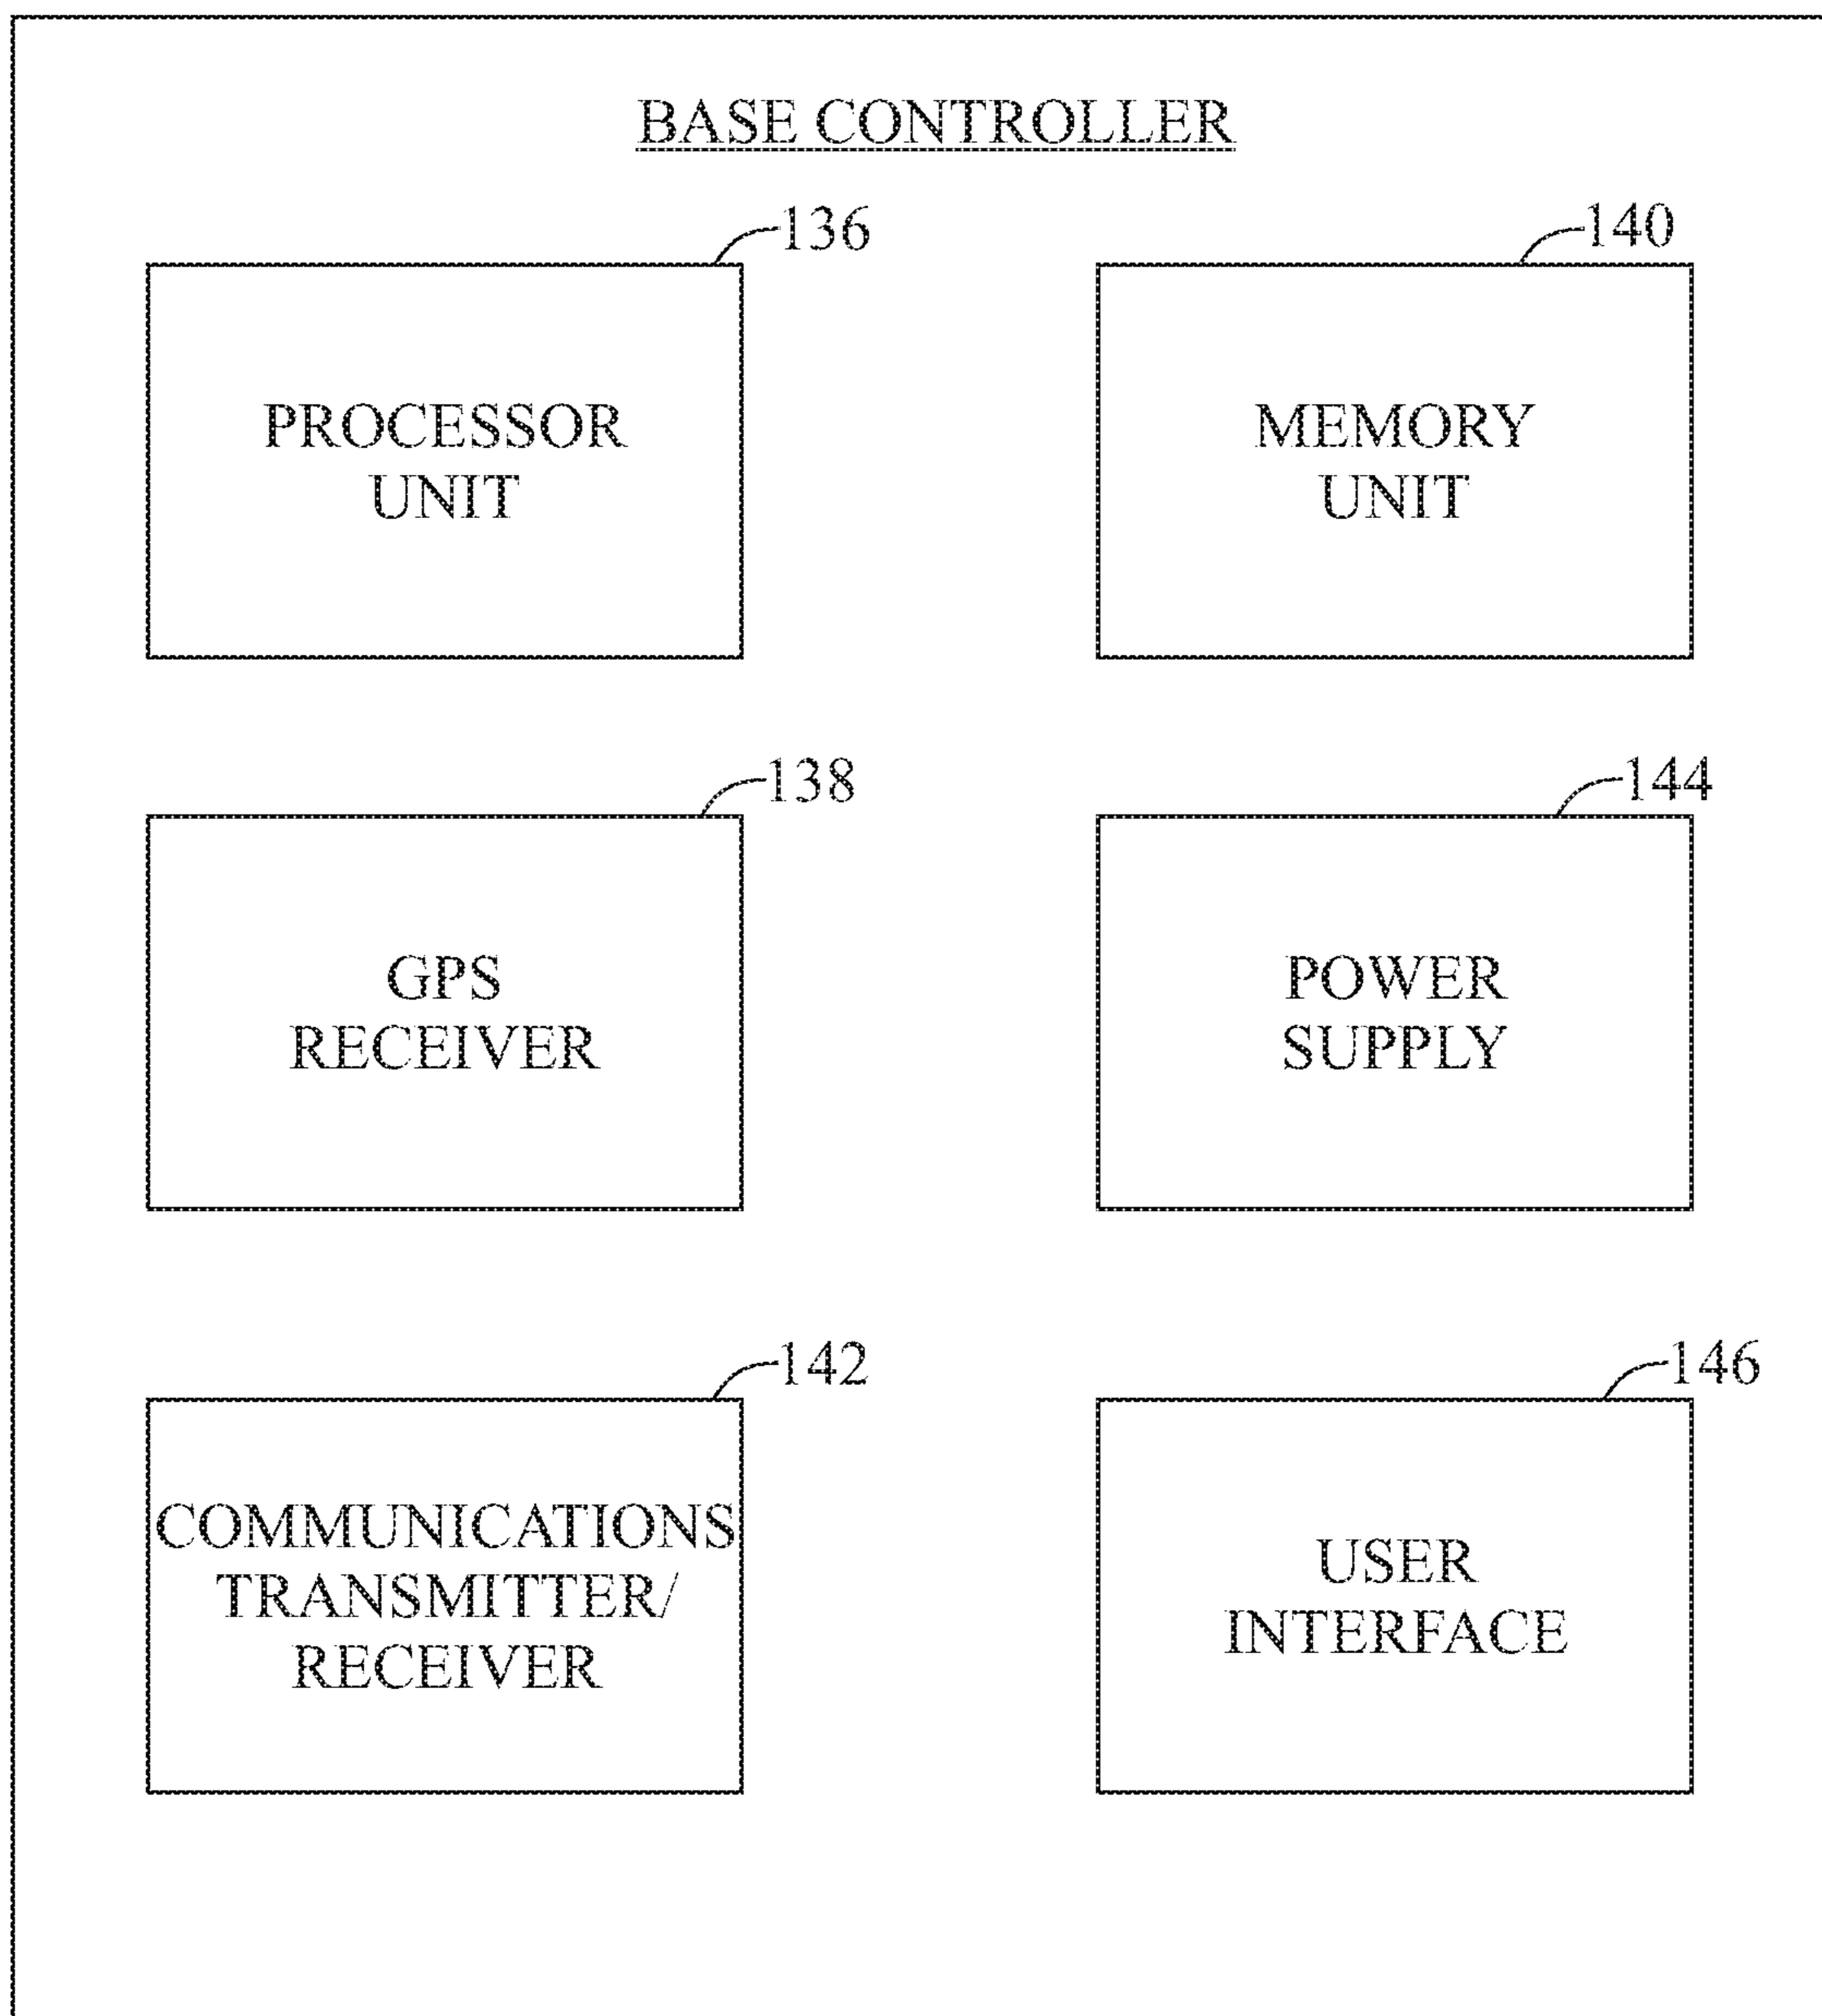 BASE CONTROLLER
136
PROCESSOR
UNIT
140
MEMORY
UNIT
138
GPS
RECEIVER
144
POWER
SUPPLY
142
COMMUNICATIONS
TRANSMITTER/
RECEIVER
146
USER
INTERFACE